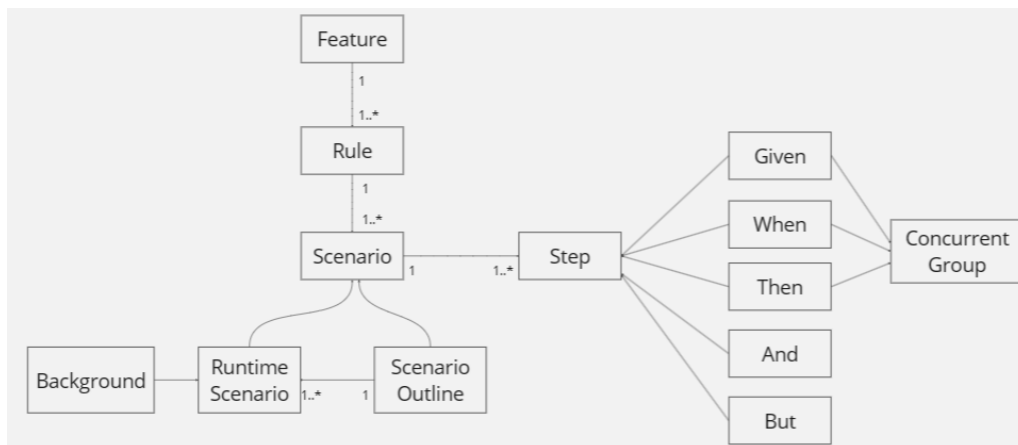 Feature
1
1..*
Rule
1
1..*
Scenario
1
1..*
Step
Given
When
Then
And
But
Concurrent
Group
Background
Runtime
Scenario
1..*
1
Scenario
Outline